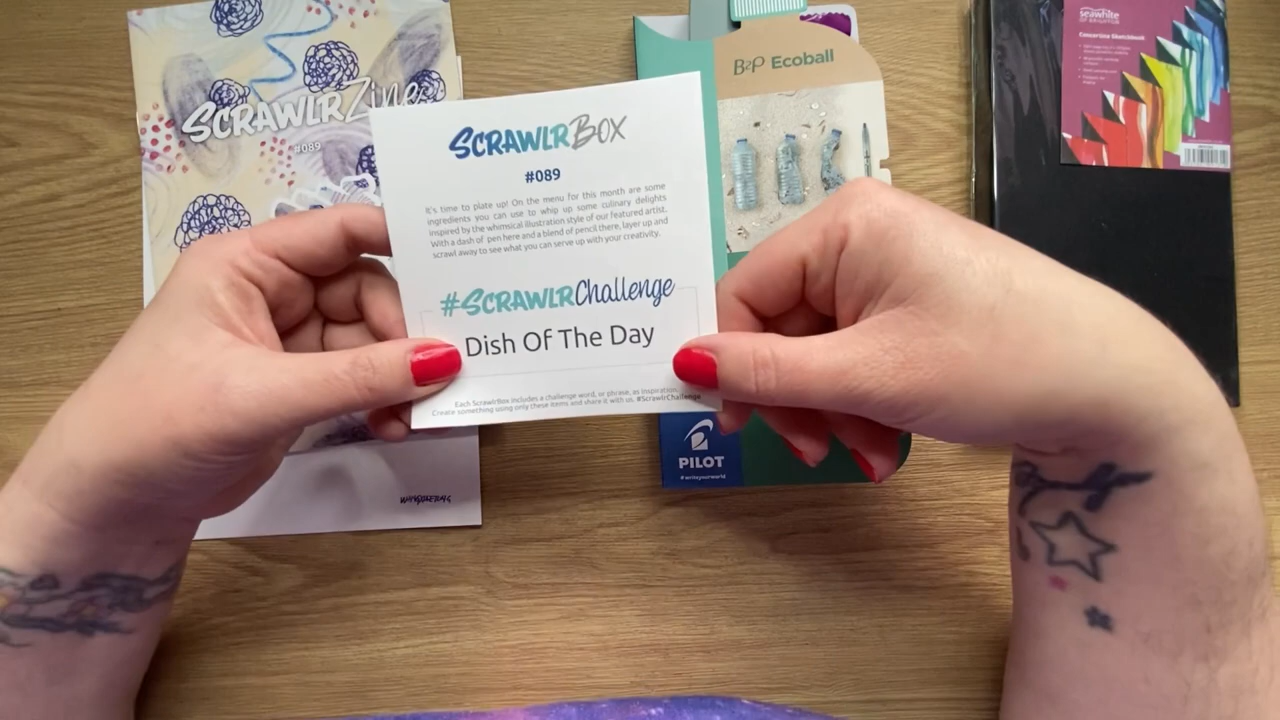 SCRAWLRZine
#089
SCRAWLRBOX
#089
It's time to plate up! On the menu for this month are some
ingredients you can use to whip up some culinary delights
inspired by the whimsical illustration style of our featured artist.
With a dash of pen here and a blend of pencil there, layer up and
scrawl away to see what you can serve up with your creativity.
#SCRAWLRChallenge
Dish Of The Day
Each ScrawlrBox includes a challenge word, or phrase, as inspiration.
Create something using only these items and share it with us. #ScrawlrChallenge
B2P Ecoball
PILOT
#writeyourworld
seawhite
OF BRIGHTON
Concertina Sketchbook